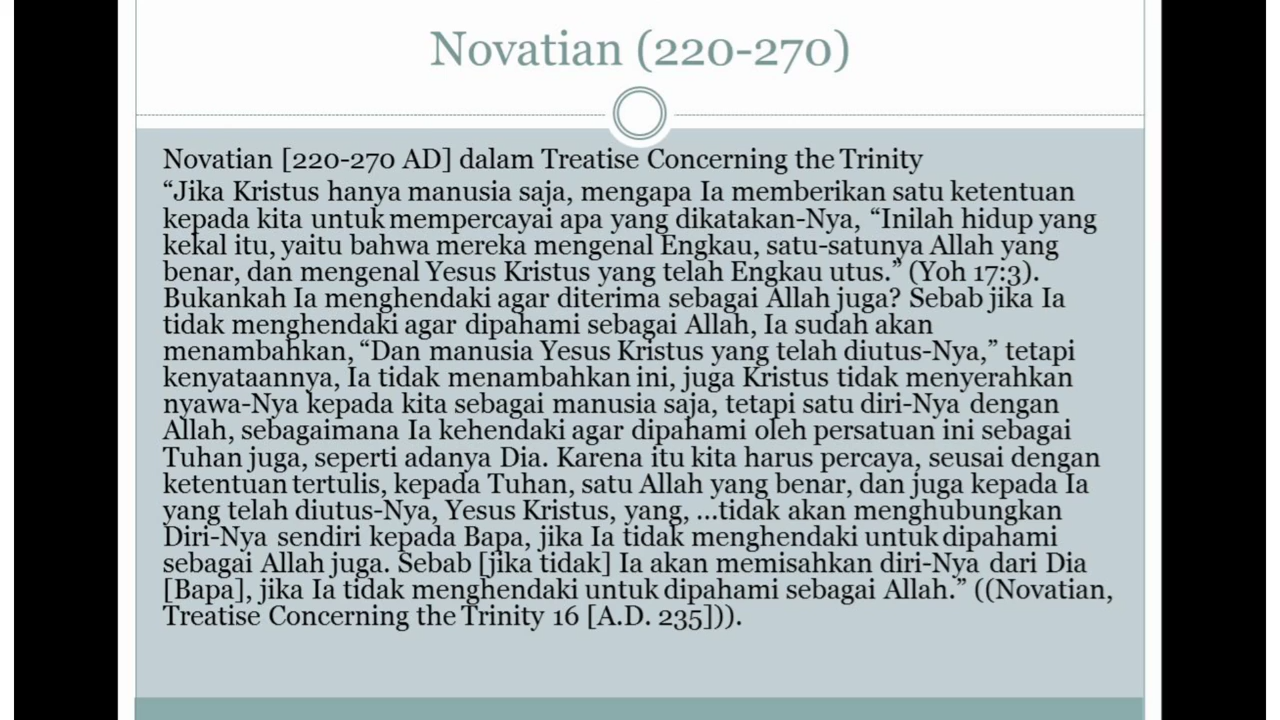 Novatian (220-270)
Novatian [220-270 AD] dalam Treatise Concerning the Trinity
“Jika Kristus hanya manusia saja, mengapa Ia memberikan satu ketentuan
kepada kita untuk mempercayai apa yang dikatakan-Nya, “Inilah hidup yang
kekal itu, yaitu bahwa mereka mengenal Engkau, satu-satunya Allah yang
benar, dan mengenal Yesus Kristus yang telah Engkau utus.” (Yoh 17:3).
Bukankah Ia menghendaki agar diterima sebagai Allah juga? Sebab jika Ia
tidak menghendaki agar dipahami sebagai Allah, Ia sudah akan
menambahkan, “Dan manusia Yesus Kristus yang telah diutus-Nya,” tetapi
kenyataannya, Ia tidak menambahkan ini, juga Kristus tidak menyerahkan
nyawa-Nya kepada kita sebagai manusia saja, tetapi satu diri-Nya dengan
Allah, sebagaimana Ia kehendaki agar dipahami oleh persatuan ini sebagai
Tuhan juga, seperti adanya Dia. Karena itu kita harus percaya, seusai dengan
ketentuan tertulis, kepada Tuhan, satu Allah yang benar, dan juga kepada Ia
yang telah diutus-Nya, Yesus Kristus, yang, …tidak akan menghubungkan
Diri-Nya sendiri kepada Bapa, jika Ia tidak menghendaki untuk dipahami
sebagai Allah juga. Sebab [jika tidak] Ia akan memisahkan diri-Nya dari Dia
[Bapa], jika Ia tidak menghendaki untuk dipahami sebagai Allah.” ((Novatian,
Treatise Concerning the Trinity 16 [A.D. 235])).